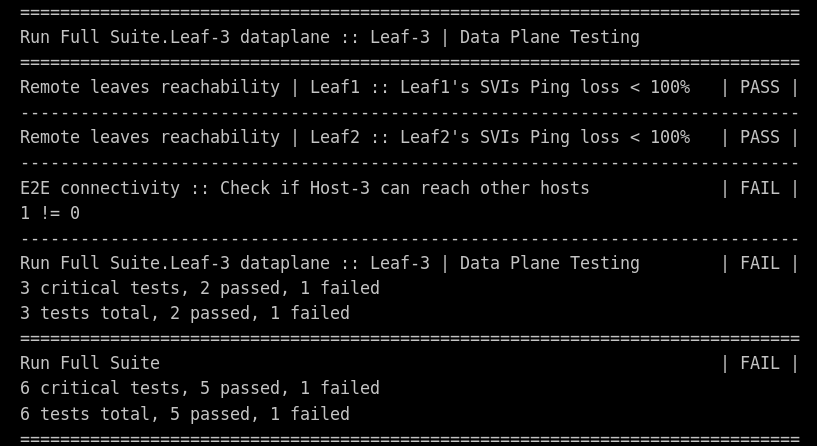 ==============================================================================
Run Full Suite.Leaf-3 dataplane :: Leaf-3 | Data Plane Testing
==============================================================================
Remote leaves reachability | Leaf1 :: Leaf1's SVIs Ping loss < 100%   | PASS |
------------------------------------------------------------------------------
Remote leaves reachability | Leaf2 :: Leaf2's SVIs Ping loss < 100%   | PASS |
------------------------------------------------------------------------------
E2E connectivity :: Check if Host-3 can reach other hosts             | FAIL |
1 != 0
------------------------------------------------------------------------------
Run Full Suite.Leaf-3 dataplane :: Leaf-3 | Data Plane Testing        | FAIL |
3 critical tests, 2 passed, 1 failed
3 tests total, 2 passed, 1 failed
==============================================================================
Run Full Suite                                                        | FAIL |
6 critical tests, 5 passed, 1 failed
6 tests total, 5 passed, 1 failed
==============================================================================